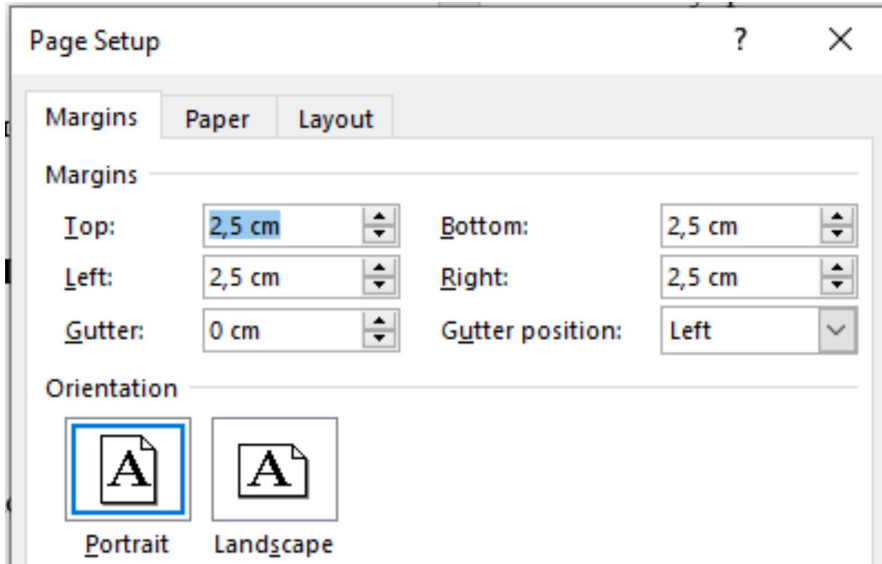 Page Setup ? ×
Margins Paper Layout
Margins
Top: 2,5 cm Bottom: 2,5 cm
Left: 2,5 cm Right: 2,5 cm
Gutter: 0 cm Gutter position: Left
Orientation
A A
Portrait Landscape